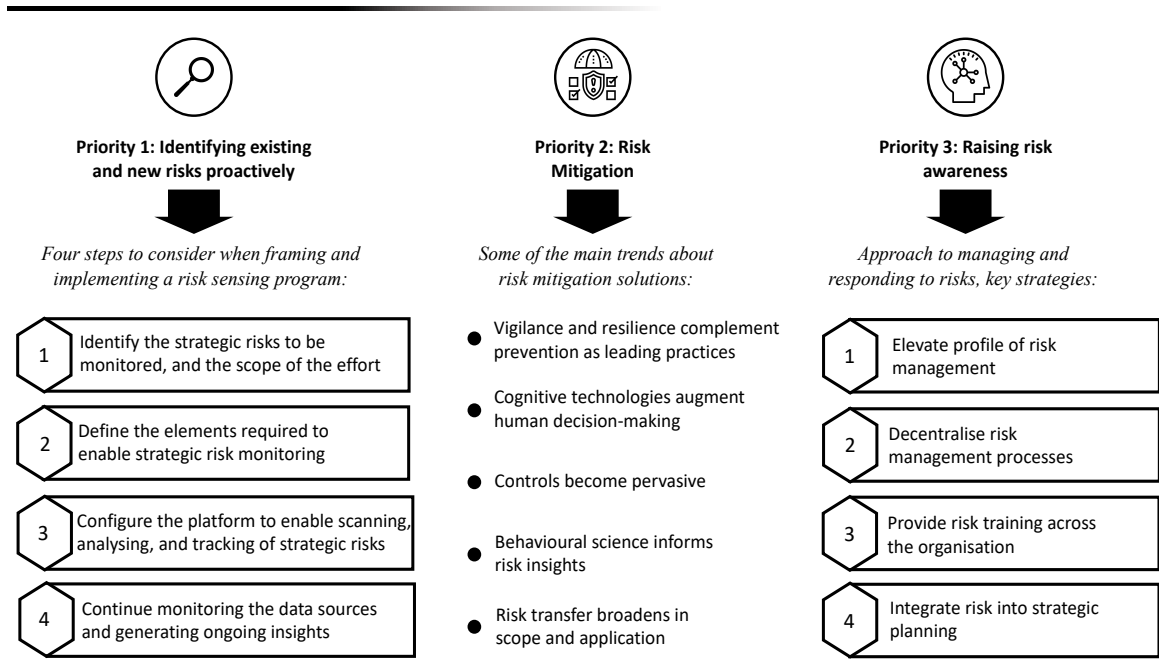 Priority 1: Identifying existing
and new risks proactively
Four steps to consider when framing and
implementing a risk sensing program:
1
Identify the strategic risks to be
monitored, and the scope of the effort
2
Define the elements required to
enable strategic risk monitoring
3
Configure the platform to enable scanning,
analysing, and tracking of strategic risks
4
Continue monitoring the data sources
and generating ongoing insights
Priority 2: Risk
Mitigation
Some of the main trends about
risk mitigation solutions:
● Vigilance and resilience complement
prevention as leading practices
● Cognitive technologies augment
human decision-making
● Controls become pervasive
● Behavioural science informs
risk insights
● Risk transfer broadens in
scope and application
Priority 3: Raising risk
awareness
Approach to managing and
responding to risks, key strategies:
1
Elevate profile of risk
management
2
Decentralise risk
management processes
3
Provide risk training across
the organisation
4
Integrate risk into strategic
planning